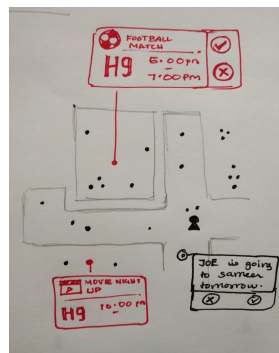 FOOTBALL
MATCH
H9
6:00pm
-
7:00pm
JOE is going
to sameer
tomorrow.
MOVE NIGHT
UP
H9
10:00 pm
-